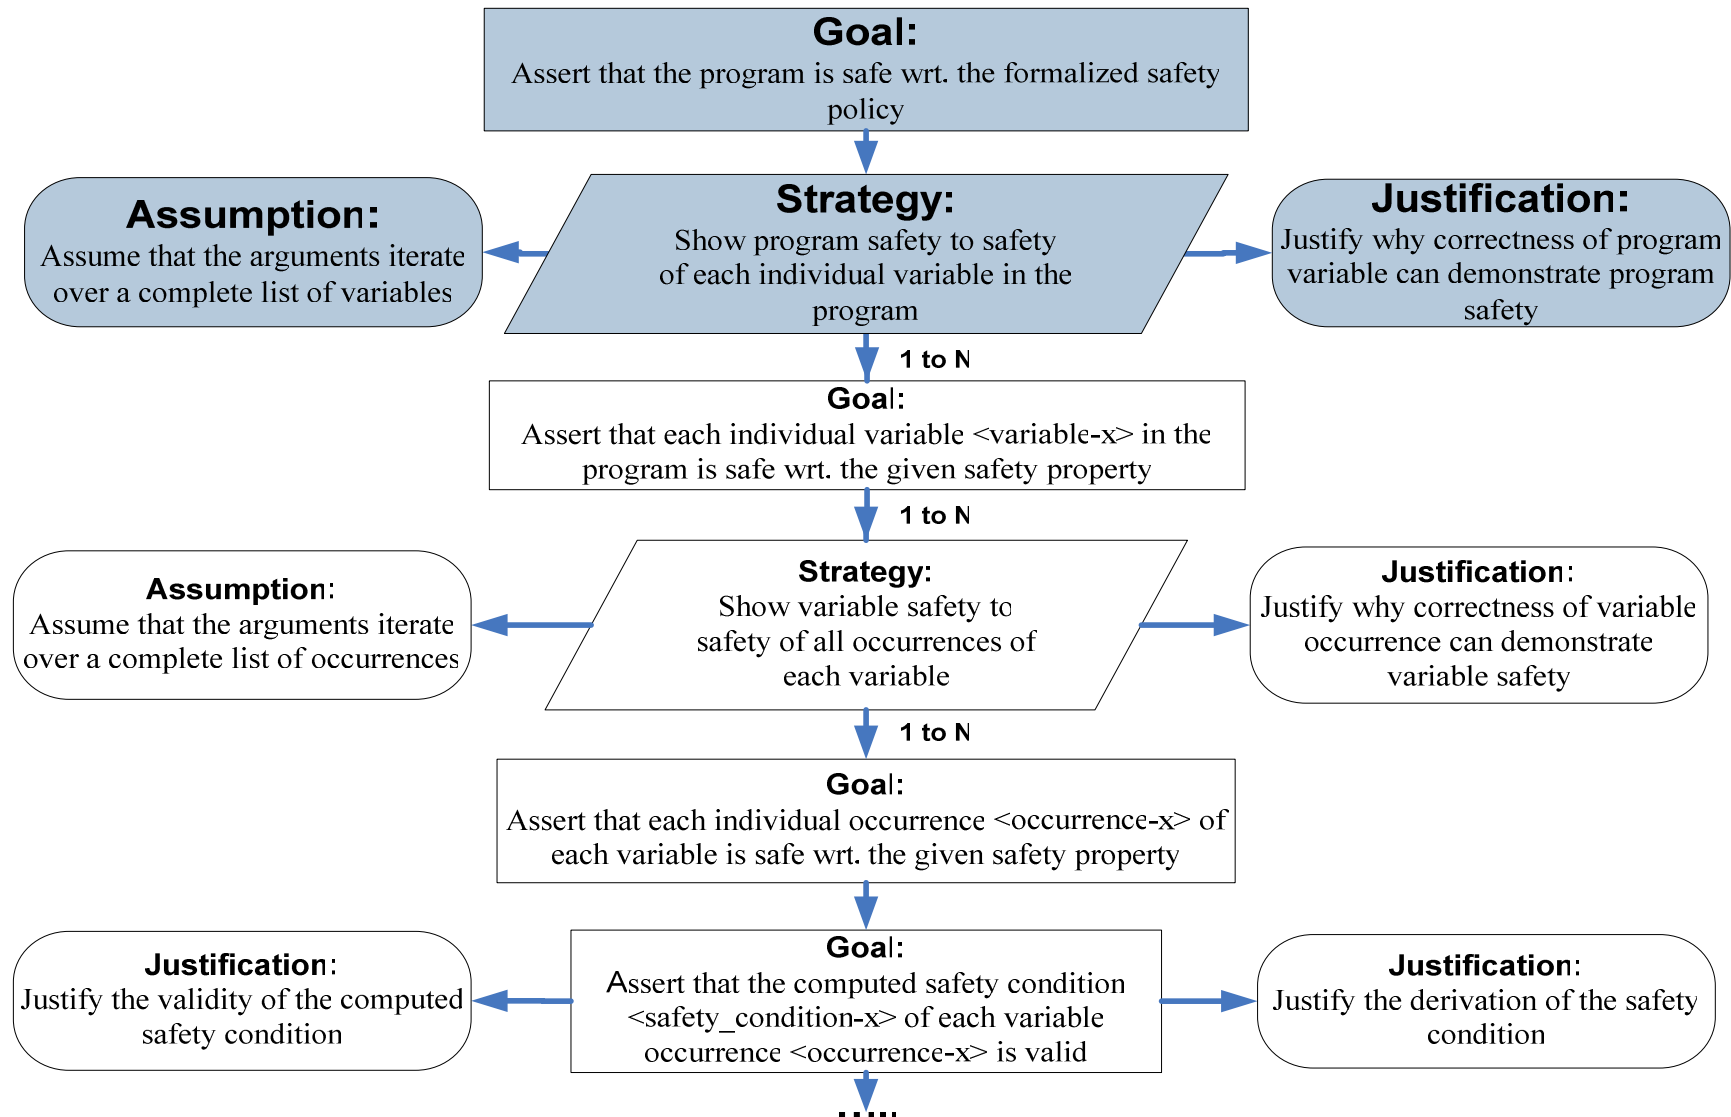 Goal:
Assert that the program is safe wrt. the formalized safety
policy
Assumption:
Assume that the arguments iterate
over a complete list of variables
Strategy:
Show program safety to safety
of each individual variable in the
program
Justification:
Justify why correctness of program
variable can demonstrate program
safety
1 to N
Goal:
Assert that each individual variable <variable-x> in the
program is safe wrt. the given safety property
1 to N
Assumption:
Assume that the arguments iterate
over a complete list of occurrences
Strategy:
Show variable safety to
safety of all occurrences of
each variable
Justification:
Justify why correctness of variable
occurrence can demonstrate
variable safety
1 to N
Goal:
Assert that each individual occurrence <occurrence-x> of
each variable is safe wrt. the given safety property
Justification:
Justify the validity of the computed
safety condition
Goal:
Assert that the computed safety condition
<safety_condition-x> of each variable
occurrence <occurrence-x> is valid
Justification:
Justify the derivation of the safety
condition
.....